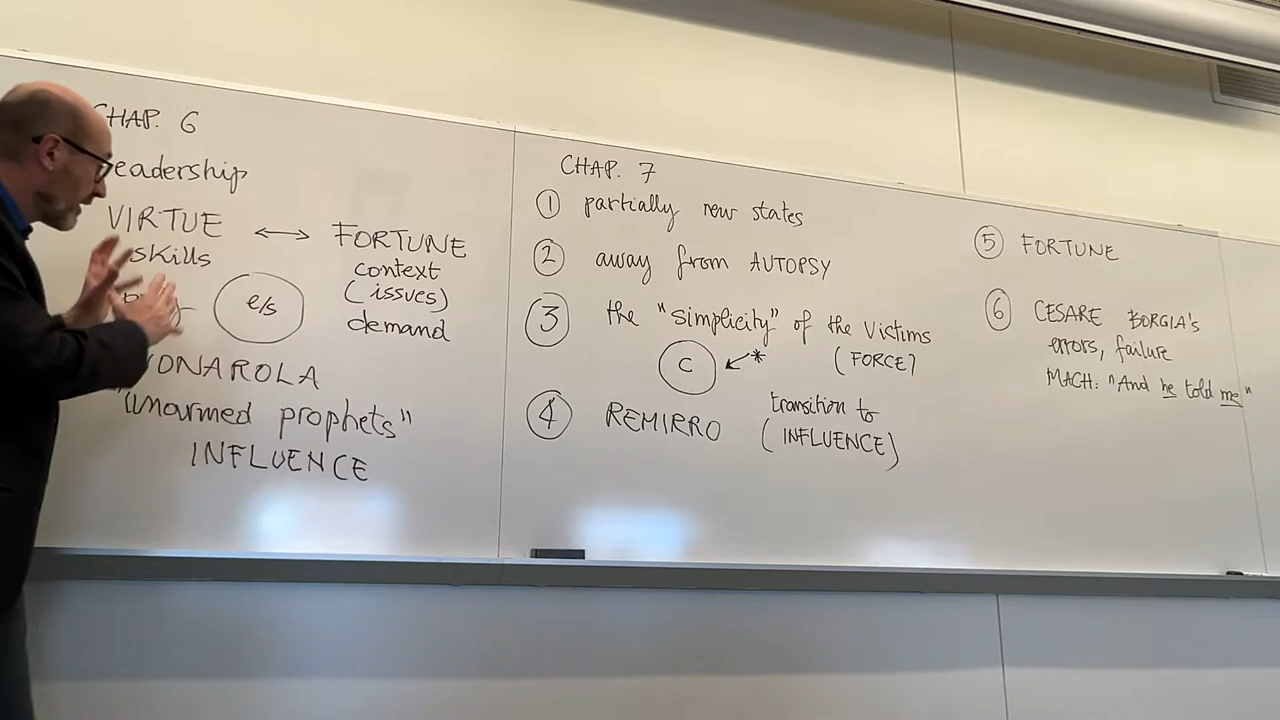 CHAP. 6
eadership
VIRTUE ↔ FORTUNE
skills
context
(issues)
demand
e/s
ONAROLA
"unarmed prophets"
INFLUENCE
CHAP. 7
① partially new states
② away from AUTOPSY
③ the "simplicity" of the victims
(FORCE)
C ↙*
④ REMIRRO
transition to
(INFLUENCE)
⑤ FORTUNE
⑥ CESARE BORGIA's
errors, failure
MACH: "And he told me"